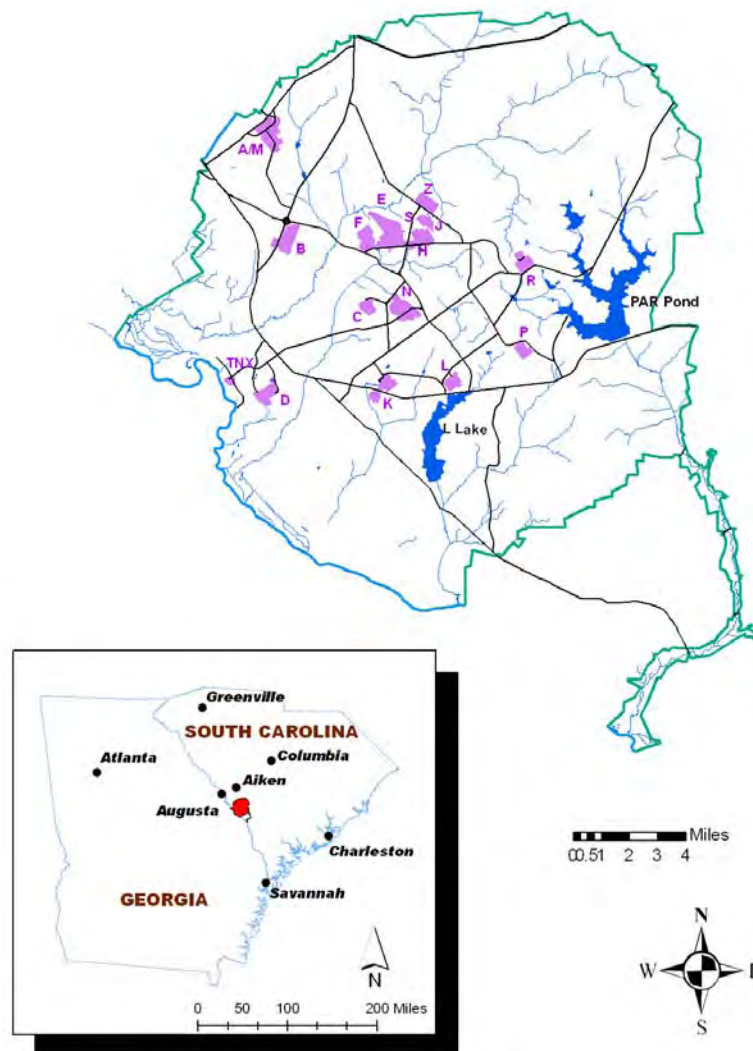 A/M
Z
E
S
F
J
B
H
R
PAR Pond
N
C
P
TNX
L
D
K
L Lake
Greenville
SOUTH CAROLINA
Atlanta
Columbia
Aiken
Augusta
Charleston
Savannah
GEORGIA
N
0 50 100 200 Miles
Miles
00.51 2 3 4
N
W
S